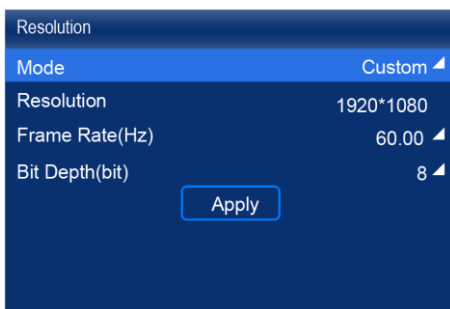 Resolution
Mode Custom
Resolution 1920*1080
Frame Rate(Hz) 60.00
Bit Depth(bit) 8
Apply